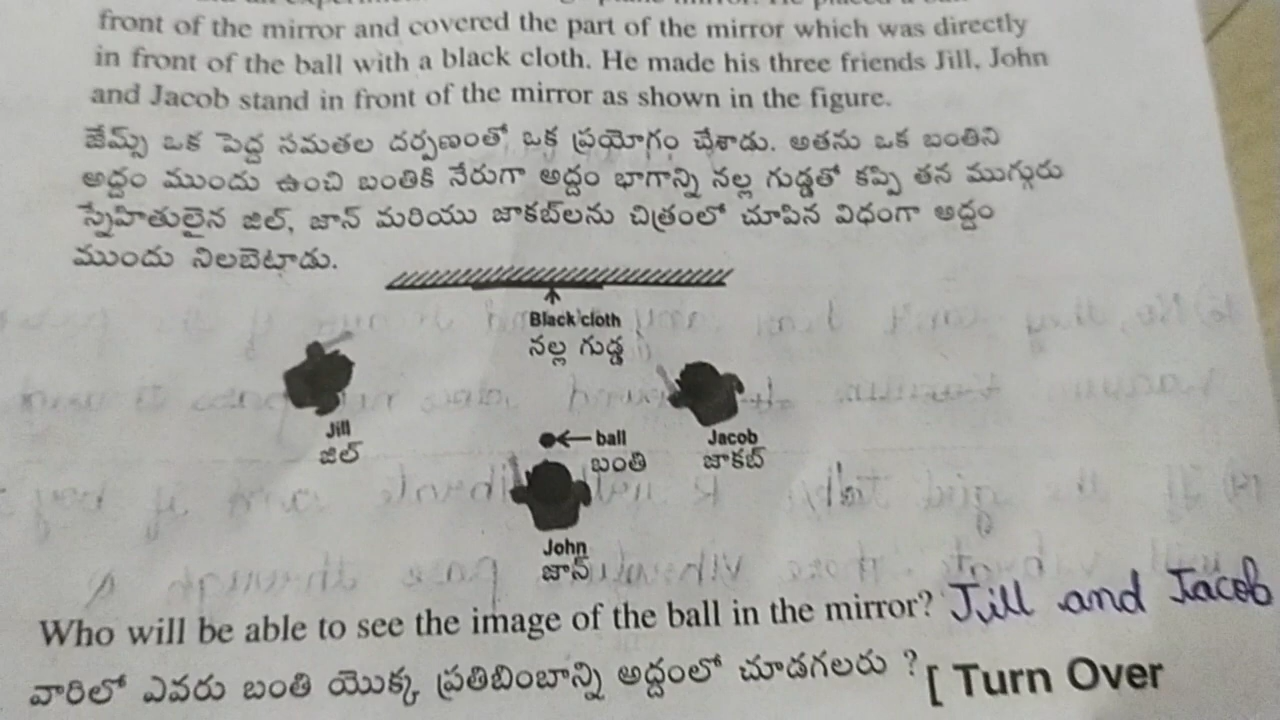 front of the mirror and covered the part of the mirror which was directly
in front of the ball with a black cloth. He made his three friends Jill, John
and Jacob stand in front of the mirror as shown in the figure.
జేమ్స్ ఒక పెద్ద సమతల దర్పణంతో ఒక ప్రయోగం చేశాడు. అతను ఒక బంతిని
అద్దం ముందు ఉంచి బంతికి నేరుగా అద్దం భాగాన్ని నల్ల గుడ్డతో కప్పి తన ముగ్గురు
స్నేహితులైన జిల్, జాన్ మరియు జాకబ్‌లను చిత్రంలో చూపిన విధంగా అద్దం
ముందు నిలబెట్టాడు.
Black cloth
నల్ల గుడ్డ
Jill
జిల్
ball
బంతి
Jacob
జాకబ్
John
జాన్
Who will be able to see the image of the ball in the mirror? Jill and Jacob
వారిలో ఎవరు బంతి యొక్క ప్రతిబింబాన్ని అద్దంలో చూడగలరు ?
[ Turn Over